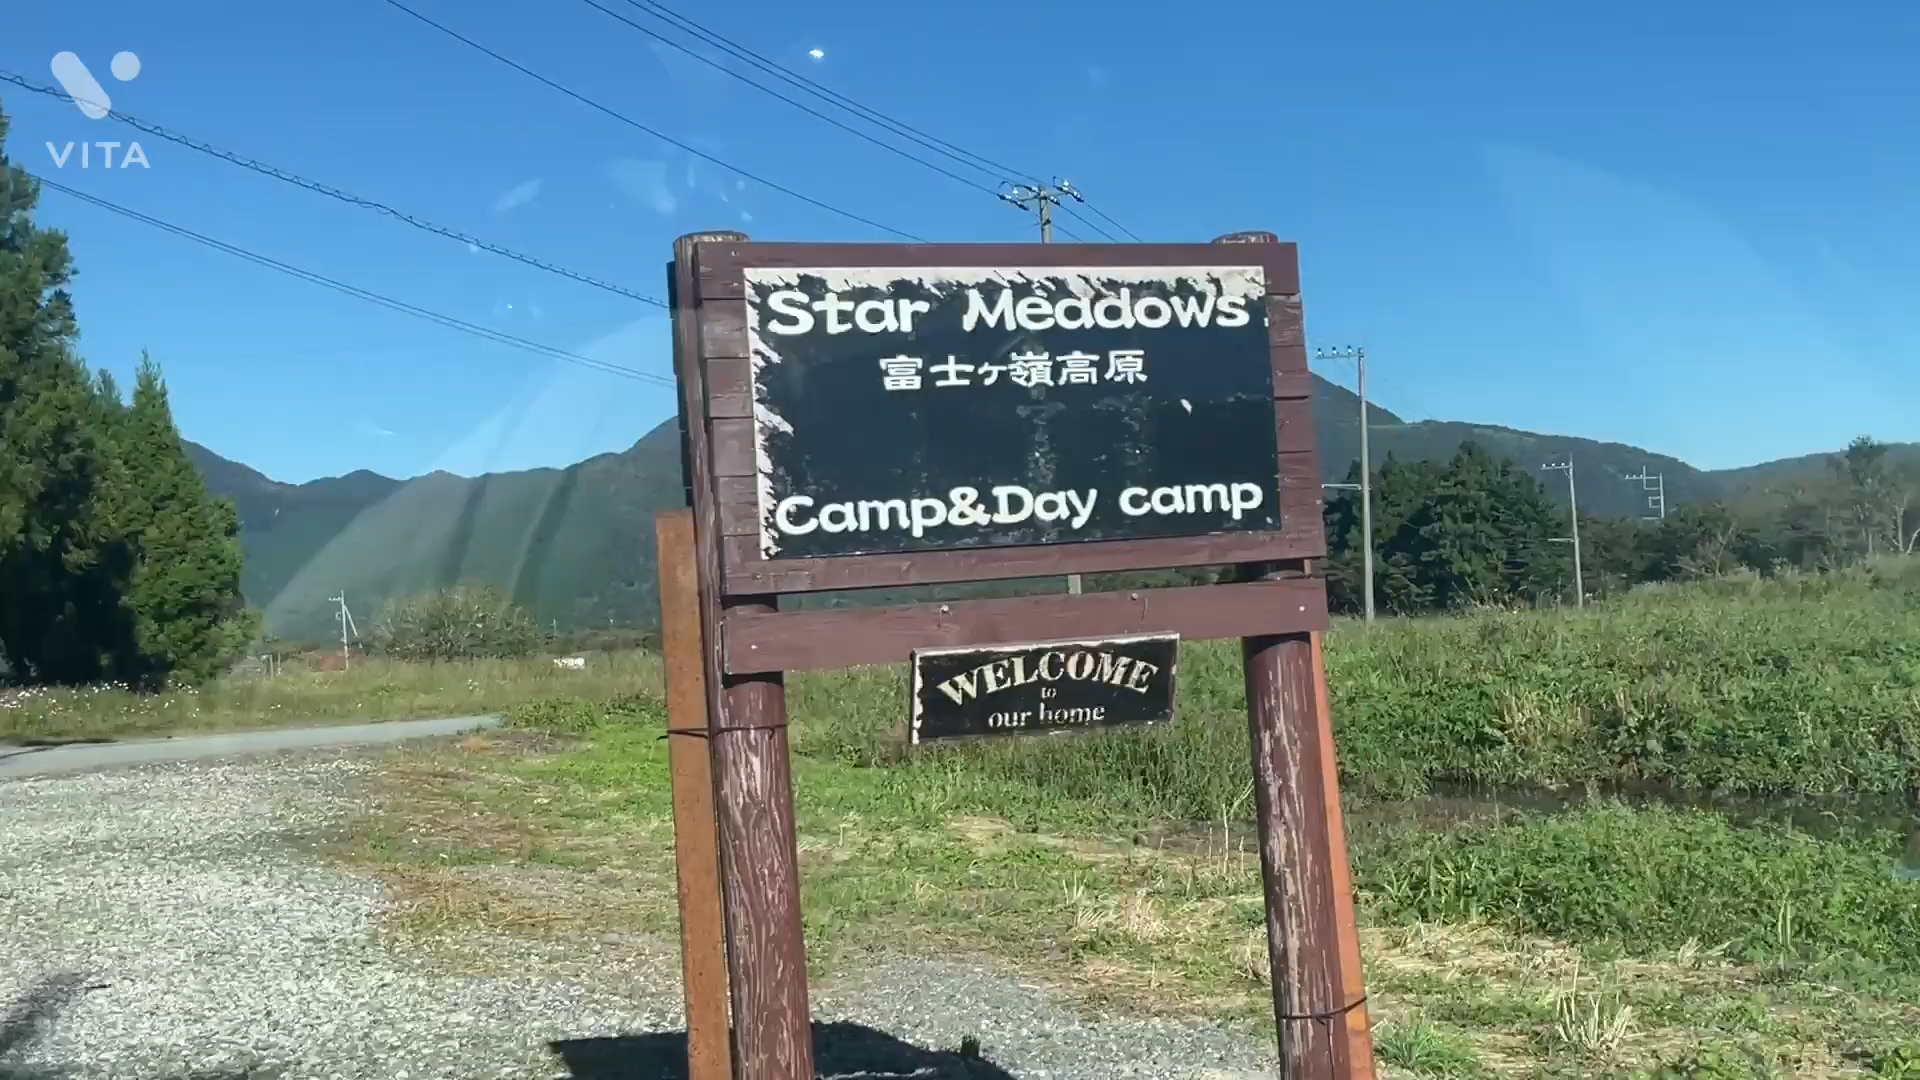 VITA
Star Meadows
富士ヶ嶺高原
Camp&Day camp
WELCOME
to
our home